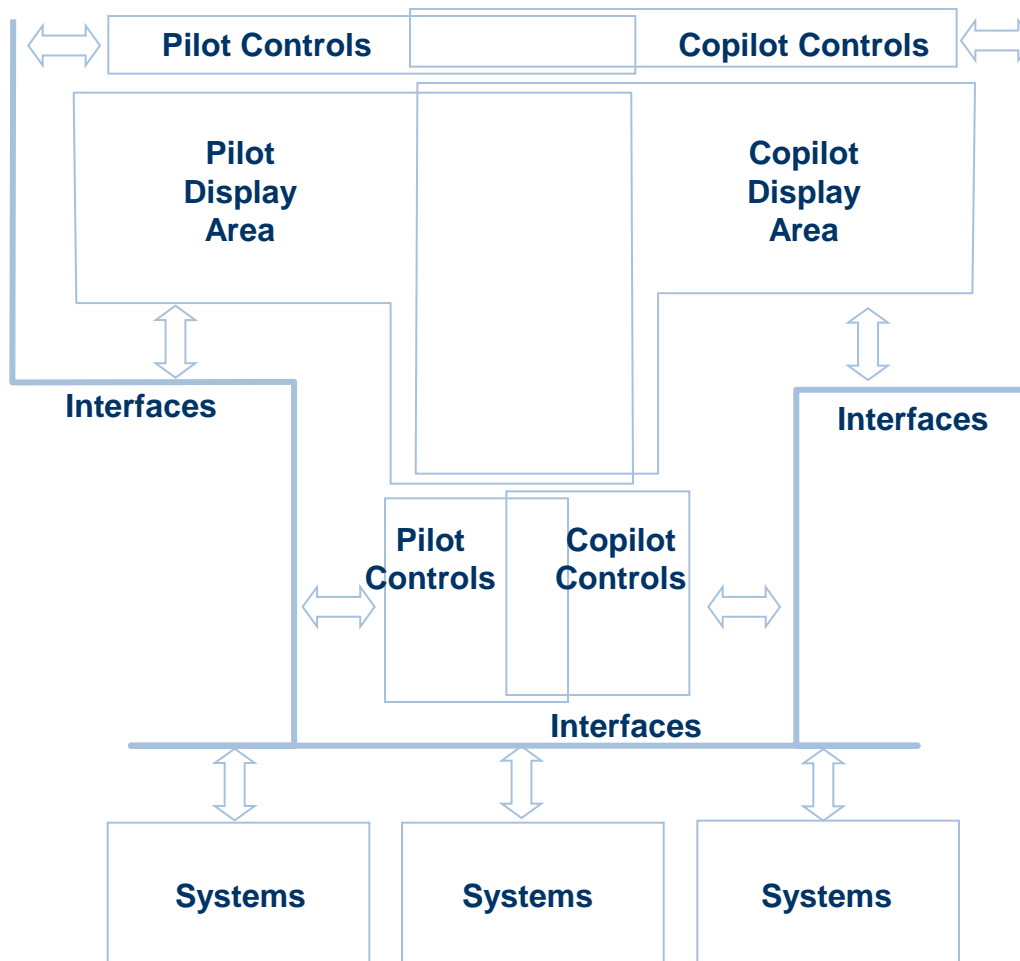 Pilot Controls
Copilot Controls
Pilot
Display
Area
Copilot
Display
Area
Interfaces
Interfaces
Pilot
Controls
Copilot
Controls
Interfaces
Systems
Systems
Systems